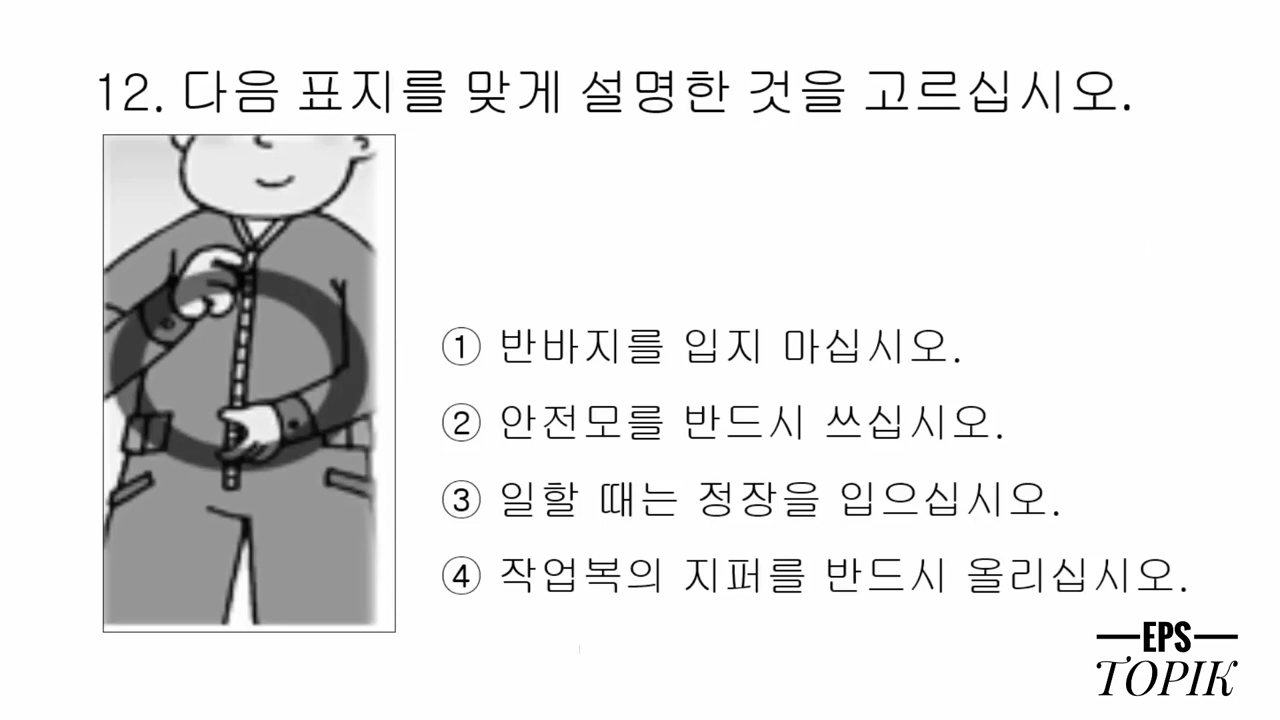 12. 다음 표지를 맞게 설명한 것을 고르십시오.
① 반바지를 입지 마십시오.
② 안전모를 반드시 쓰십시오.
③ 일할 때는 정장을 입으십시오.
④ 작업복의 지퍼를 반드시 올리십시오.
EPS
TOPIK